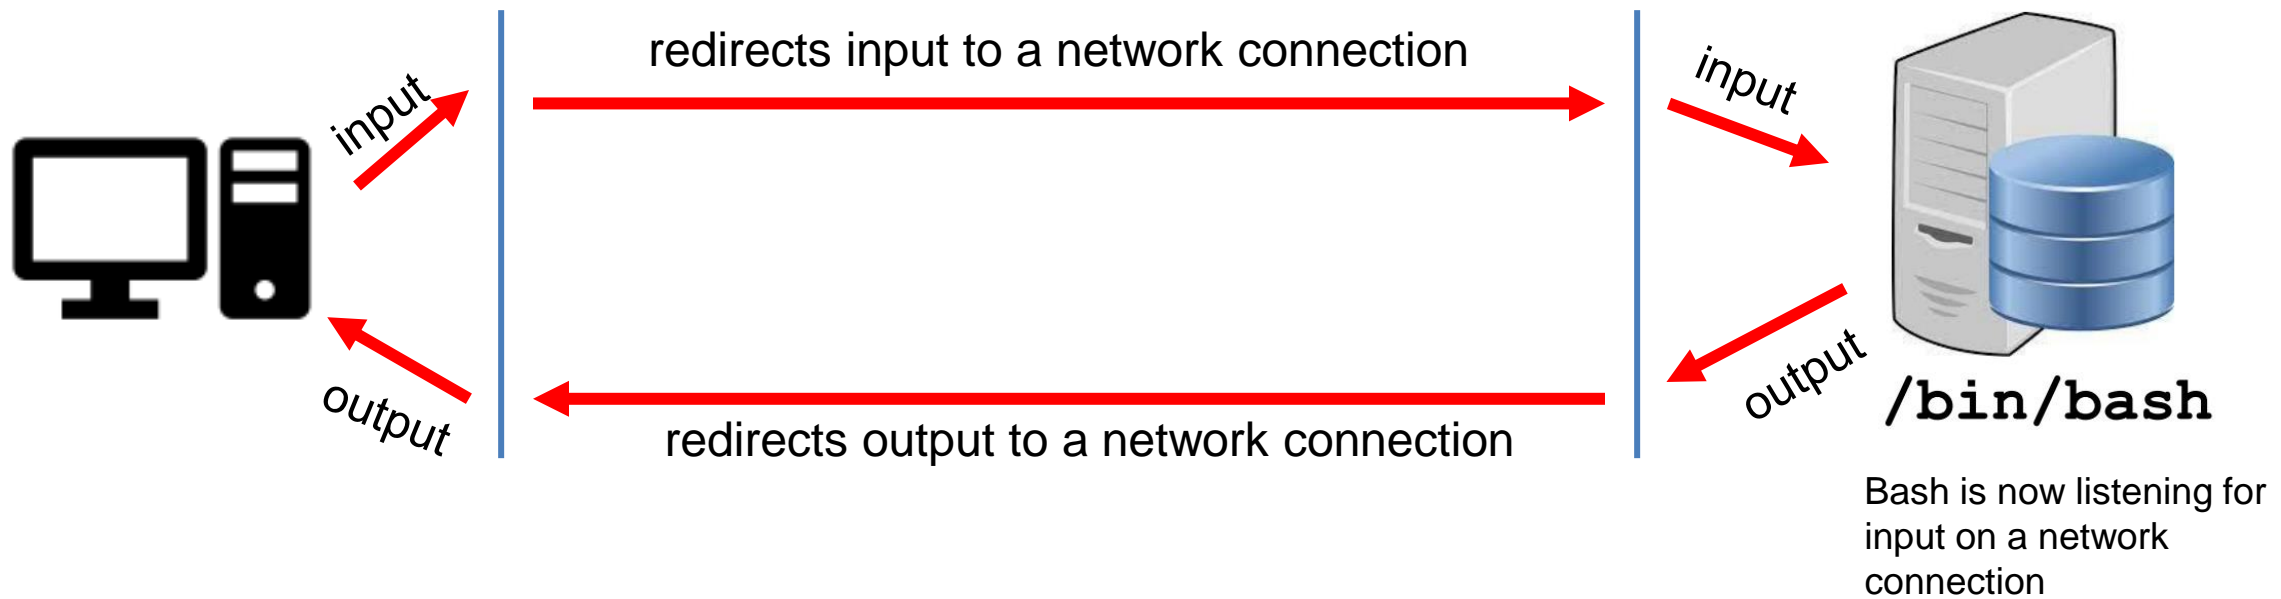 redirects input to a network connection
input
input
output
redirects output to a network connection
output
/bin/bash
Bash is now listening for
input on a network
connection